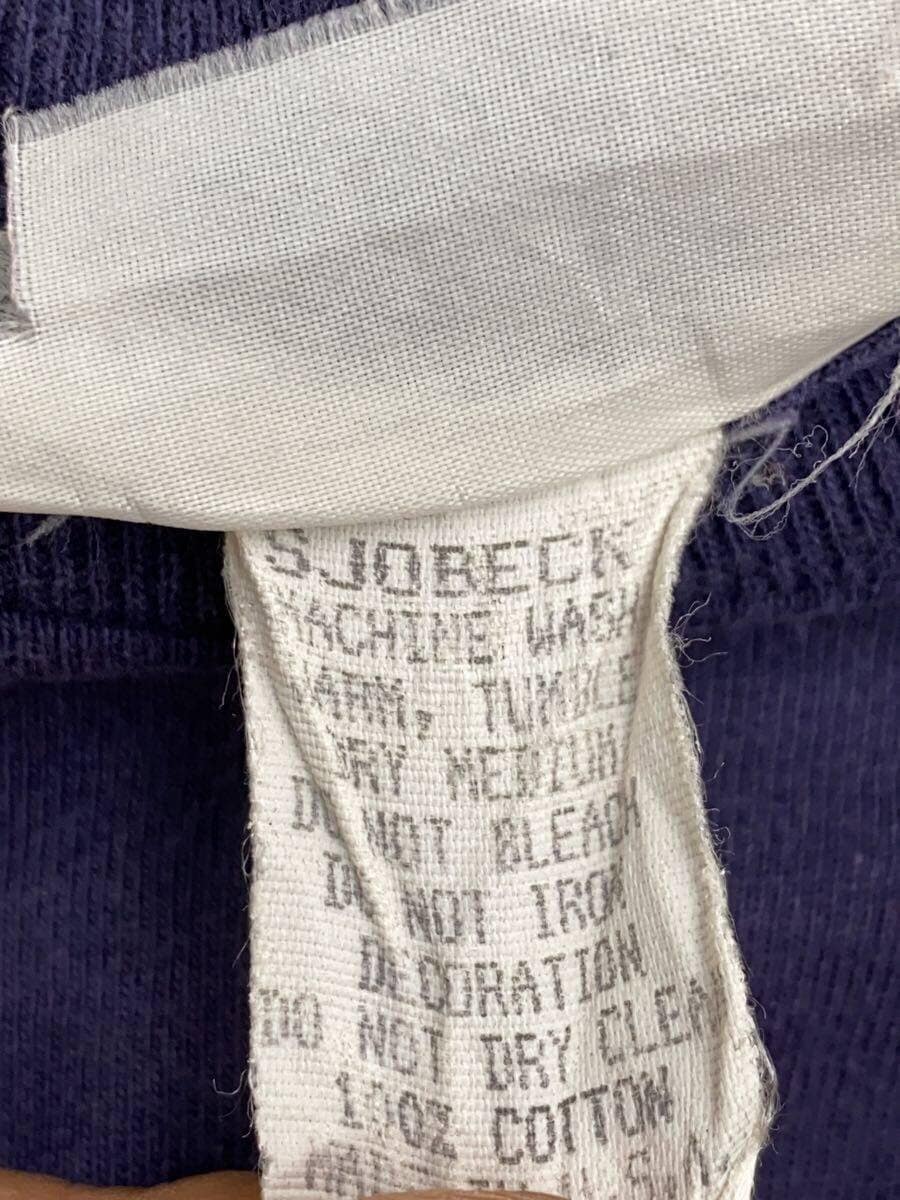 SJOBECK
MACHINE WASH
WARM, TUMBLE
DRY MEDIUM
DO NOT BLEACH
DO NOT IRON
DECORATION
DO NOT DRY CLEAN
100% COTTON
IN U.S.A.